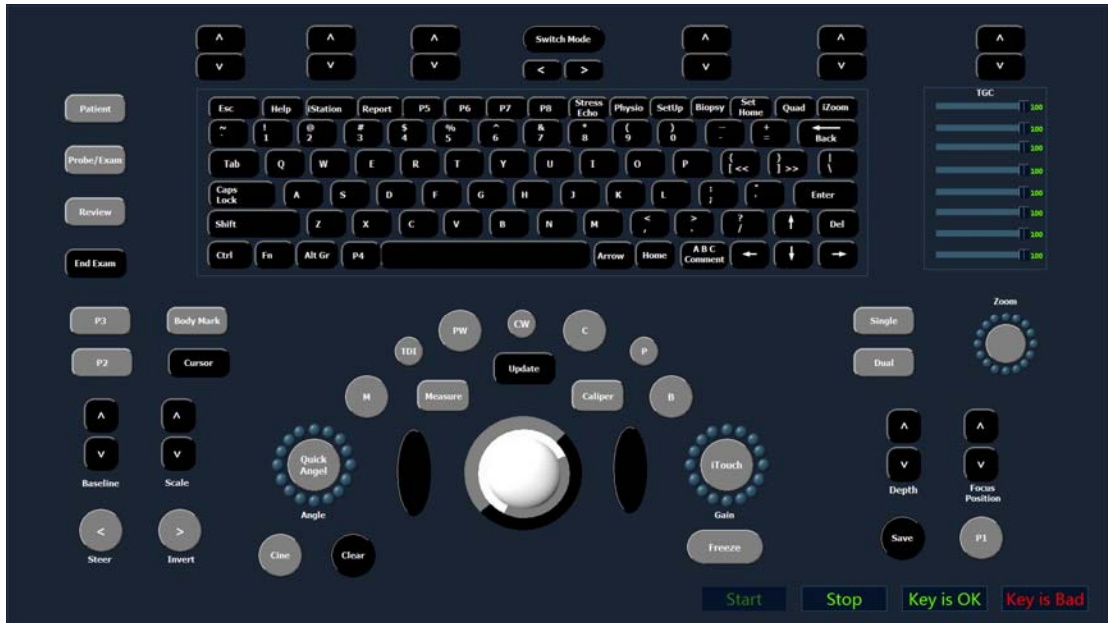 ^ ^ ^ Switch Mode ^ ^ ^
v v v < > v v v
Patient
Probe/Exam
Review
End Exam
Esc Help iStation Report P5 P6 P7 P8 Stress Echo Physio SetUp Biopsy Set Home Quad iZoom
~ ` ! 1 @ 2 # 3 $ 4 % 5 ^ 6 & 7 * 8 ( 9 ) 0 _ - + = Back
Tab Q W E R T Y U I O P { [ << } ] >> | \
Caps Lock A S D F G H J K L : ; " ' Enter
Shift Z X C V B N M < , > . ? / ↑ Del
Ctrl Fn Alt Gr P4 Arrow Home A B C Comment ← ↓ →
TGC
100
100
100
100
100
100
100
100
P3 Body Mark
P2 Cursor
^ ^
v v
Baseline Scale
< >
Steer Invert
TDI PW CW C P
M Measure Update Caliper B
Quick Angel
Angle
iTouch
Gain
Cine Clear
Freeze
Single
Dual
Zoom
^ ^
v v
Depth Focus Position
Save P1
Start Stop Key is OK Key is Bad